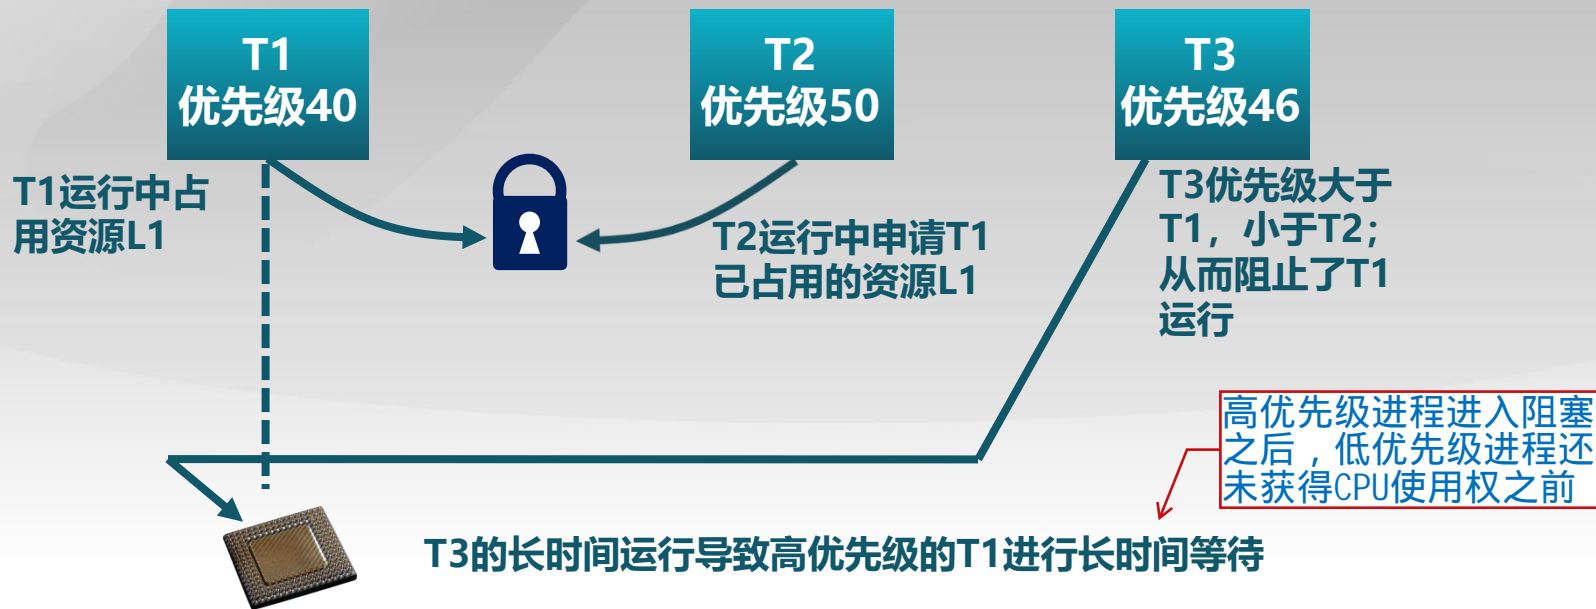 T1
优先级40
T2
优先级50
T3
优先级46
T1运行中占
用资源L1
T2运行中申请T1
已占用的资源L1
T3优先级大于
T1，小于T2；
从而阻止了T1
运行
高优先级进程进入阻塞
之后，低优先级进程还
未获得CPU使用权之前
T3的长时间运行导致高优先级的T1进行长时间等待